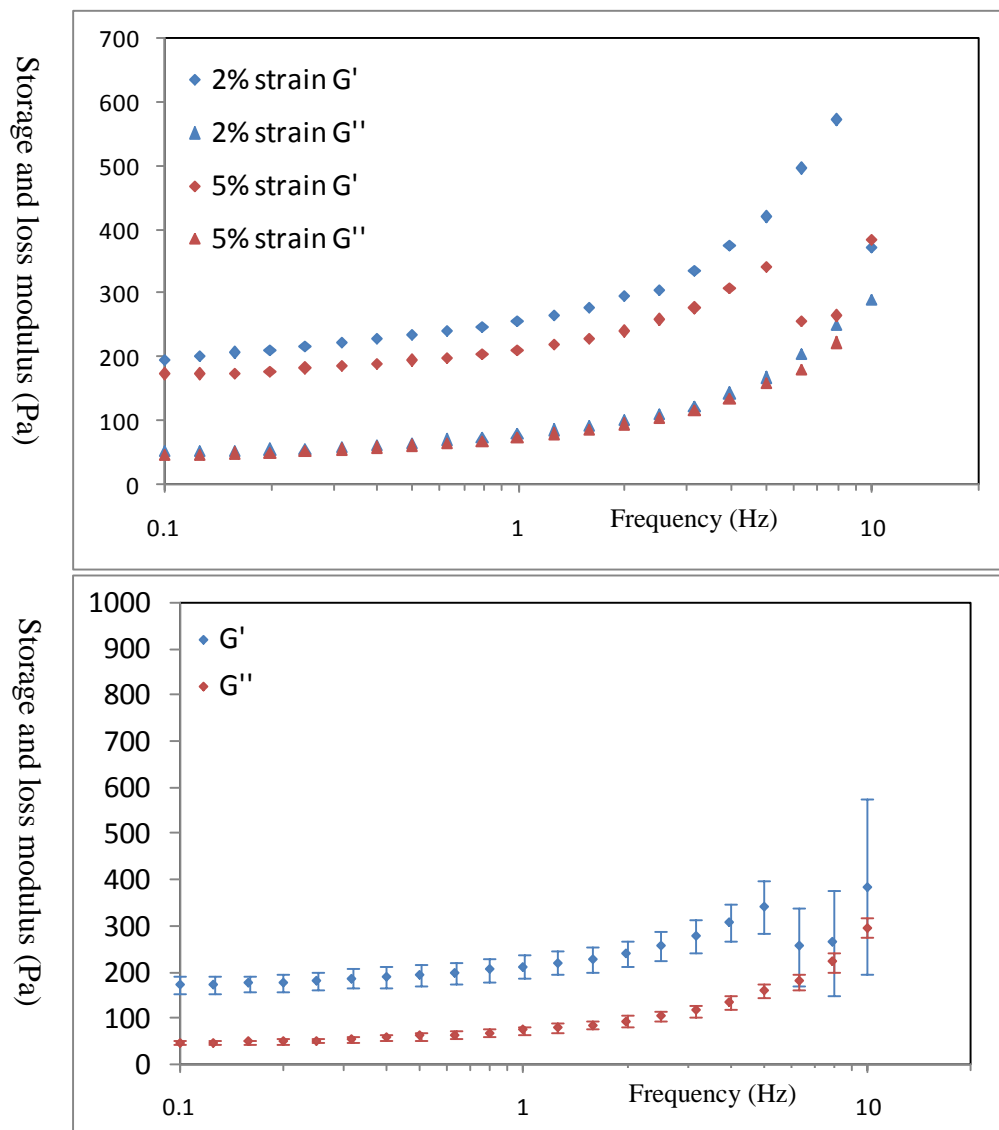 Storage and loss modulus (Pa)
700
600
500
400
300
200
100
0
2% strain G'
2% strain G''
5% strain G'
5% strain G''
0.1
1
10
Frequency (Hz)
Storage and loss modulus (Pa)
1000
900
800
700
600
500
400
300
200
100
0
G'
G''
0.1
1
10
Frequency (Hz)